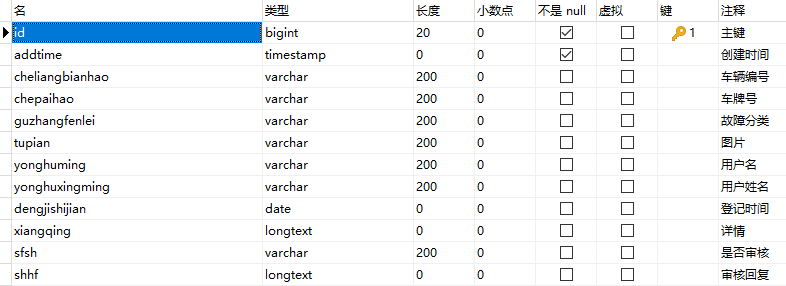 名 类型 长度 小数点 不是 null 虚拟 键 注释
id bigint 20 0 1 主键
addtime timestamp 0 0 创建时间
cheliangbianhao varchar 200 0 车辆编号
chepaihao varchar 200 0 车牌号
guzhangfenlei varchar 200 0 故障分类
tupian varchar 200 0 图片
yonghuming varchar 200 0 用户名
yonghuxingming varchar 200 0 用户姓名
dengjishijian date 0 0 登记时间
xiangqing longtext 0 0 详情
sfsh varchar 200 0 是否审核
shhf longtext 0 0 审核回复